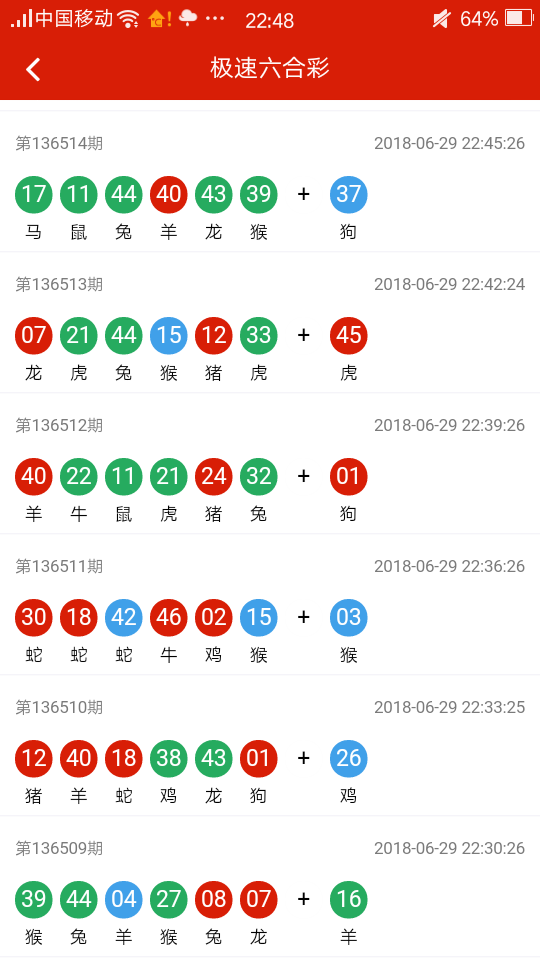 中国移动 22:48 64%
极速六合彩
第136514期 2018-06-29 22:45:26
17 11 44 40 43 39 + 37
马 鼠 兔 羊 龙 猴 狗
第136513期 2018-06-29 22:42:24
07 21 44 15 12 33 + 45
龙 虎 兔 猴 猪 虎 虎
第136512期 2018-06-29 22:39:26
40 22 11 21 24 32 + 01
羊 牛 鼠 虎 猪 兔 狗
第136511期 2018-06-29 22:36:26
30 18 42 46 02 15 + 03
蛇 蛇 蛇 牛 鸡 猴 猴
第136510期 2018-06-29 22:33:25
12 40 18 38 43 01 + 26
猪 羊 蛇 鸡 龙 狗 鸡
第136509期 2018-06-29 22:30:26
39 44 04 27 08 07 + 16
猴 兔 羊 猴 兔 龙 羊